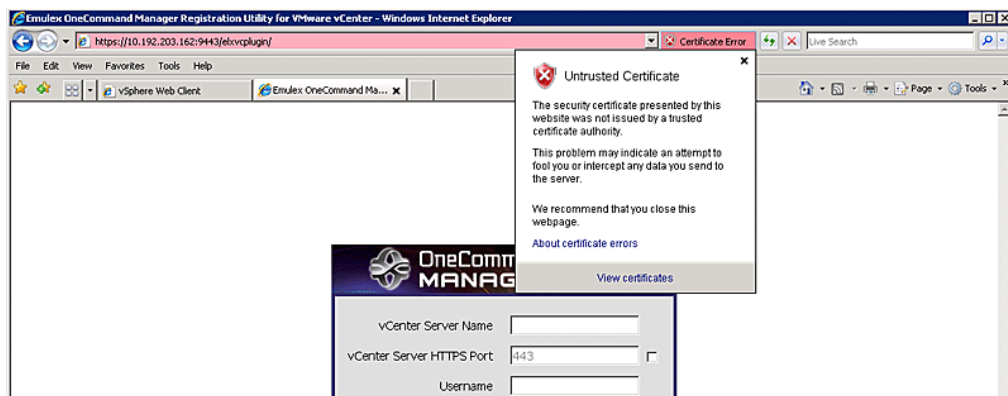 Emulex OneCommand Manager Registration Utility for VMware vCenter - Windows Internet Explorer
https://10.192.203.162:9443/elxvcplugin/
Certificate Error
Live Search
File Edit View Favorites Tools Help
vSphere Web Client
Emulex OneCommand Ma...
Page
Tools
Untrusted Certificate
The security certificate presented by this
website was not issued by a trusted
certificate authority.
This problem may indicate an attempt to
fool you or intercept any data you send to
the server.
We recommend that you close this
webpage.
About certificate errors
View certificates
OneComm
MANAG
vCenter Server Name
vCenter Server HTTPS Port 443
Username